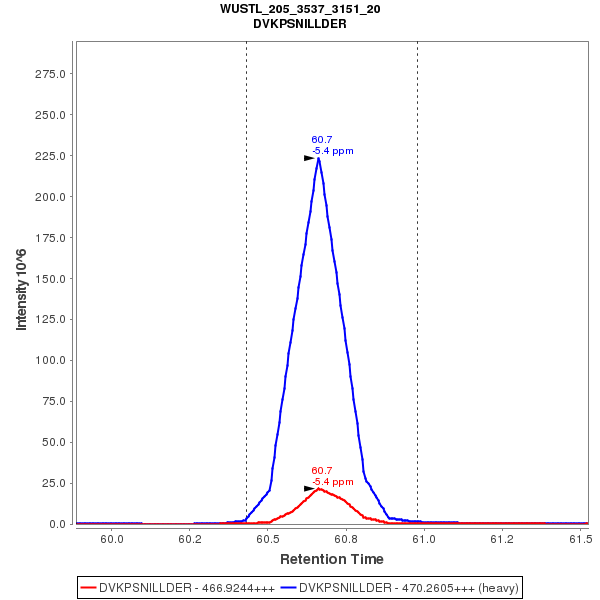 WUSTL_205_3537_3151_20
DVKPSNILLDER
Intensity 10^6
275.0
250.0
225.0
200.0
175.0
150.0
125.0
100.0
75.0
50.0
25.0
0.0
60.7
-5.4 ppm
60.7
-5.4 ppm
60.0
60.2
60.5
60.8
61.0
61.2
61.5
Retention Time
DVKPSNILLDER - 466.9244+++
DVKPSNILLDER - 470.2605+++ (heavy)